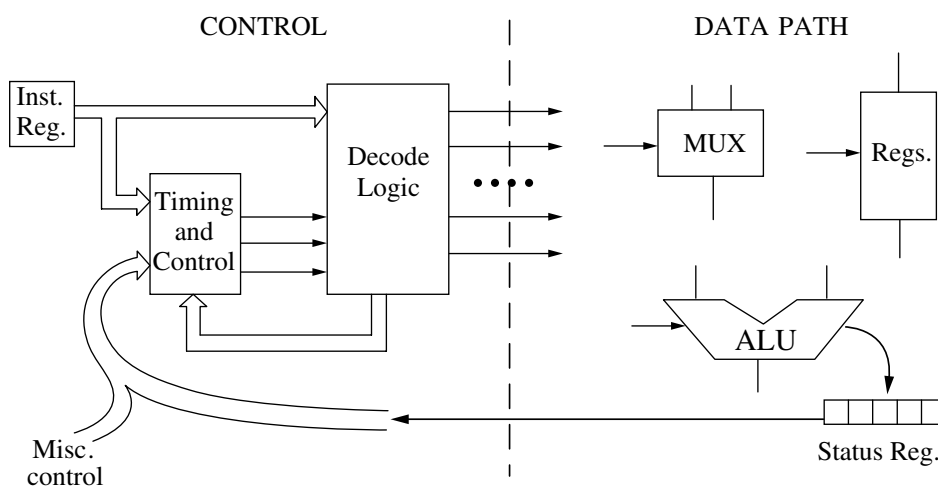 CONTROL
DATA PATH
Inst.
Reg.
Decode
Logic
MUX
Regs.
Timing
and
Control
ALU
Misc.
control
Status Reg.